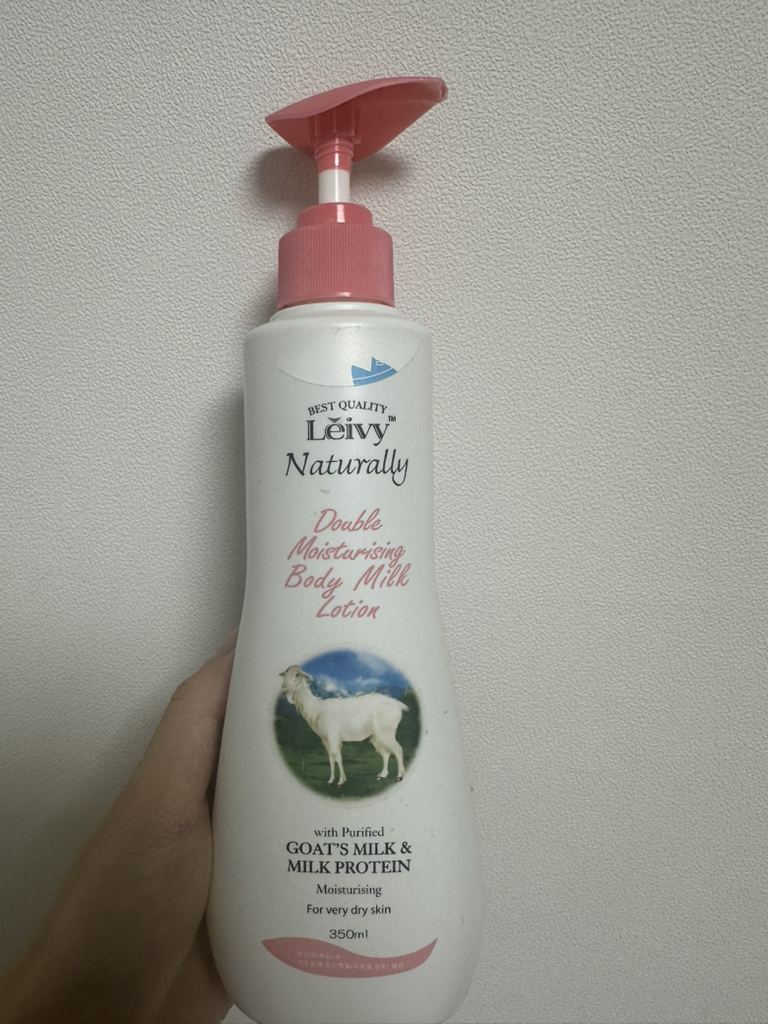 BEST QUALITY
Lěivy™
Naturally
Double
Moisturising
Body Milk
Lotion
with Purified
GOAT'S MILK &
MILK PROTEIN
Moisturising
For very dry skin
350ml